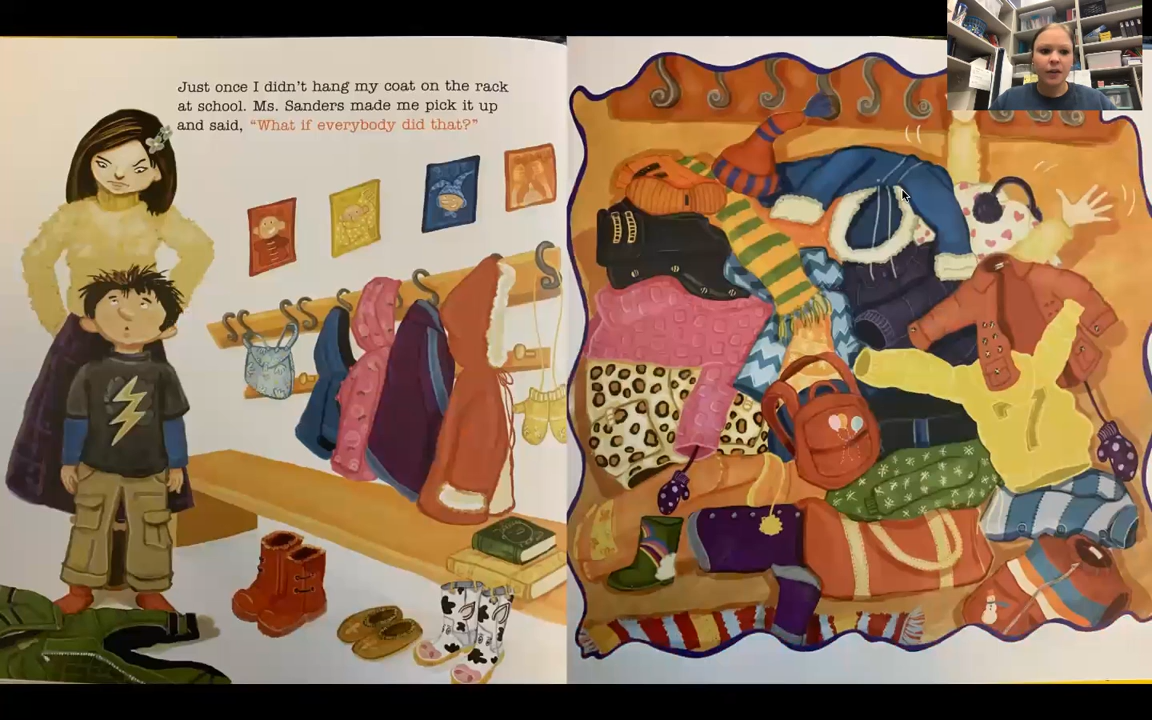 Just once I didn't hang my coat on the rack
at school. Ms. Sanders made me pick it up
and said, "What if everybody did that?"